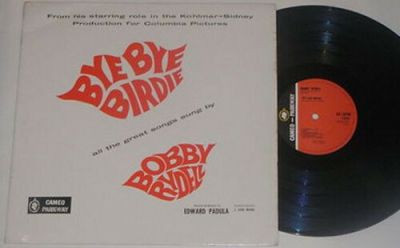 From his starring role in the Kohlmar-Sidney
Production for Columbia Pictures
BYE BYE
BIRDIE
all the great songs sung by
BOBBY
RYDELL
EDWARD PADULA
CAMEO
PARKWAY
CAMEO PARKWAY